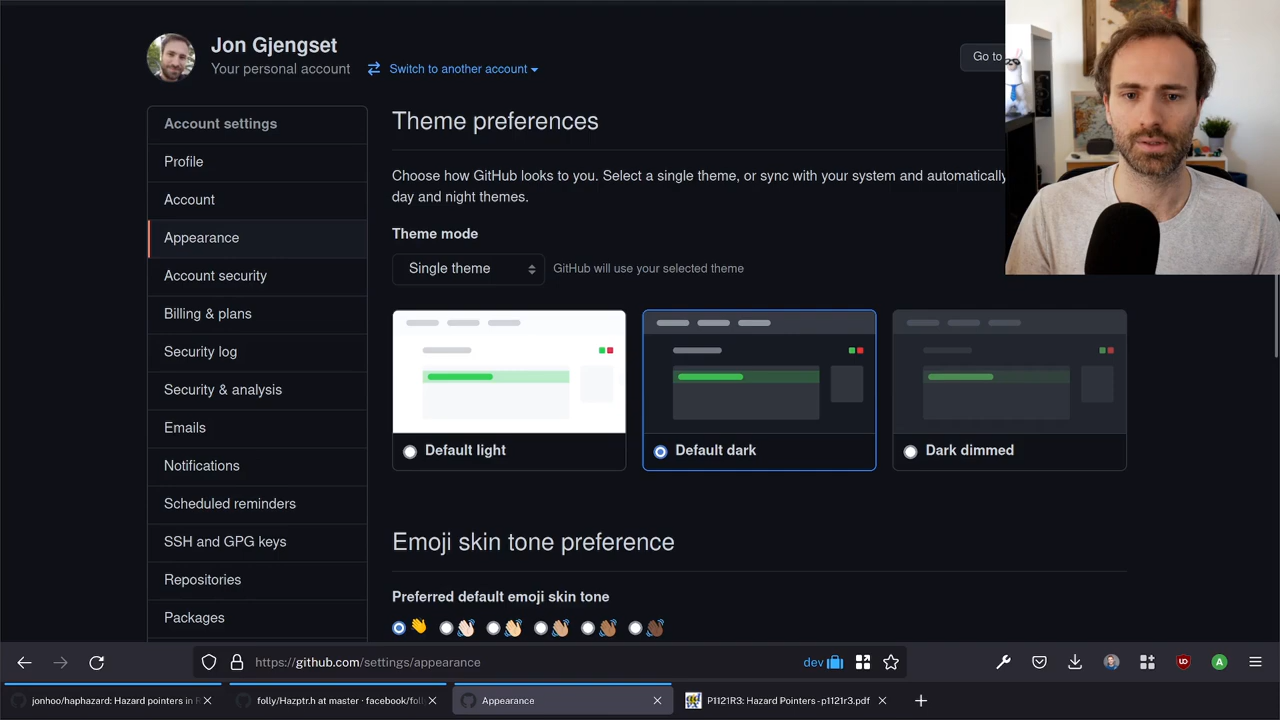 Jon Gjengset
Your personal account
Switch to another account
Go to
Account settings
Profile
Account
Appearance
Account security
Billing & plans
Security log
Security & analysis
Emails
Notifications
Scheduled reminders
SSH and GPG keys
Repositories
Packages
Theme preferences
Choose how GitHub looks to you. Select a single theme, or sync with your system and automatically
day and night themes.
Theme mode
Single theme
GitHub will use your selected theme
Default light
Default dark
Dark dimmed
Emoji skin tone preference
Preferred default emoji skin tone
https://github.com/settings/appearance
dev
A
jonhoo/haphazard: Hazard pointers in R
folly/Hazptr.h at master · facebook/foll
Appearance
P1121R3: Hazard Pointers - p1121r3.pdf